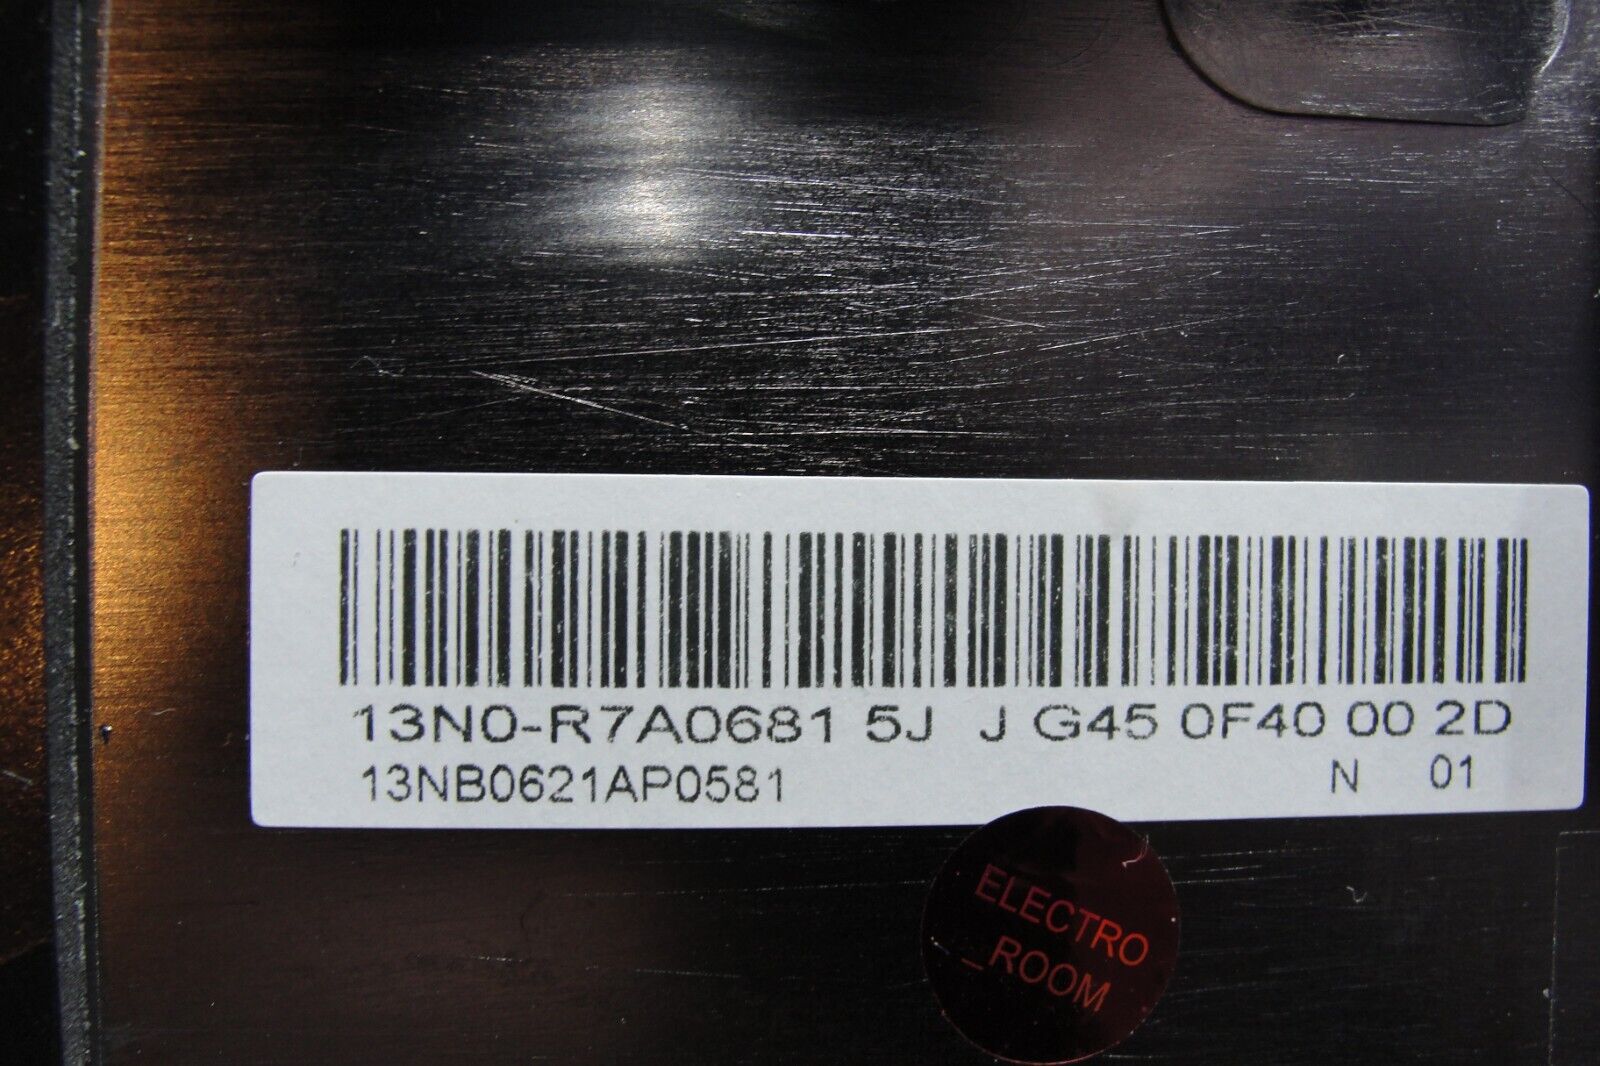 13N0-R7A0681 5J J G45 0F40 00 2D
13NB0621AP0581 N 01
ELECTRO
_ROOM